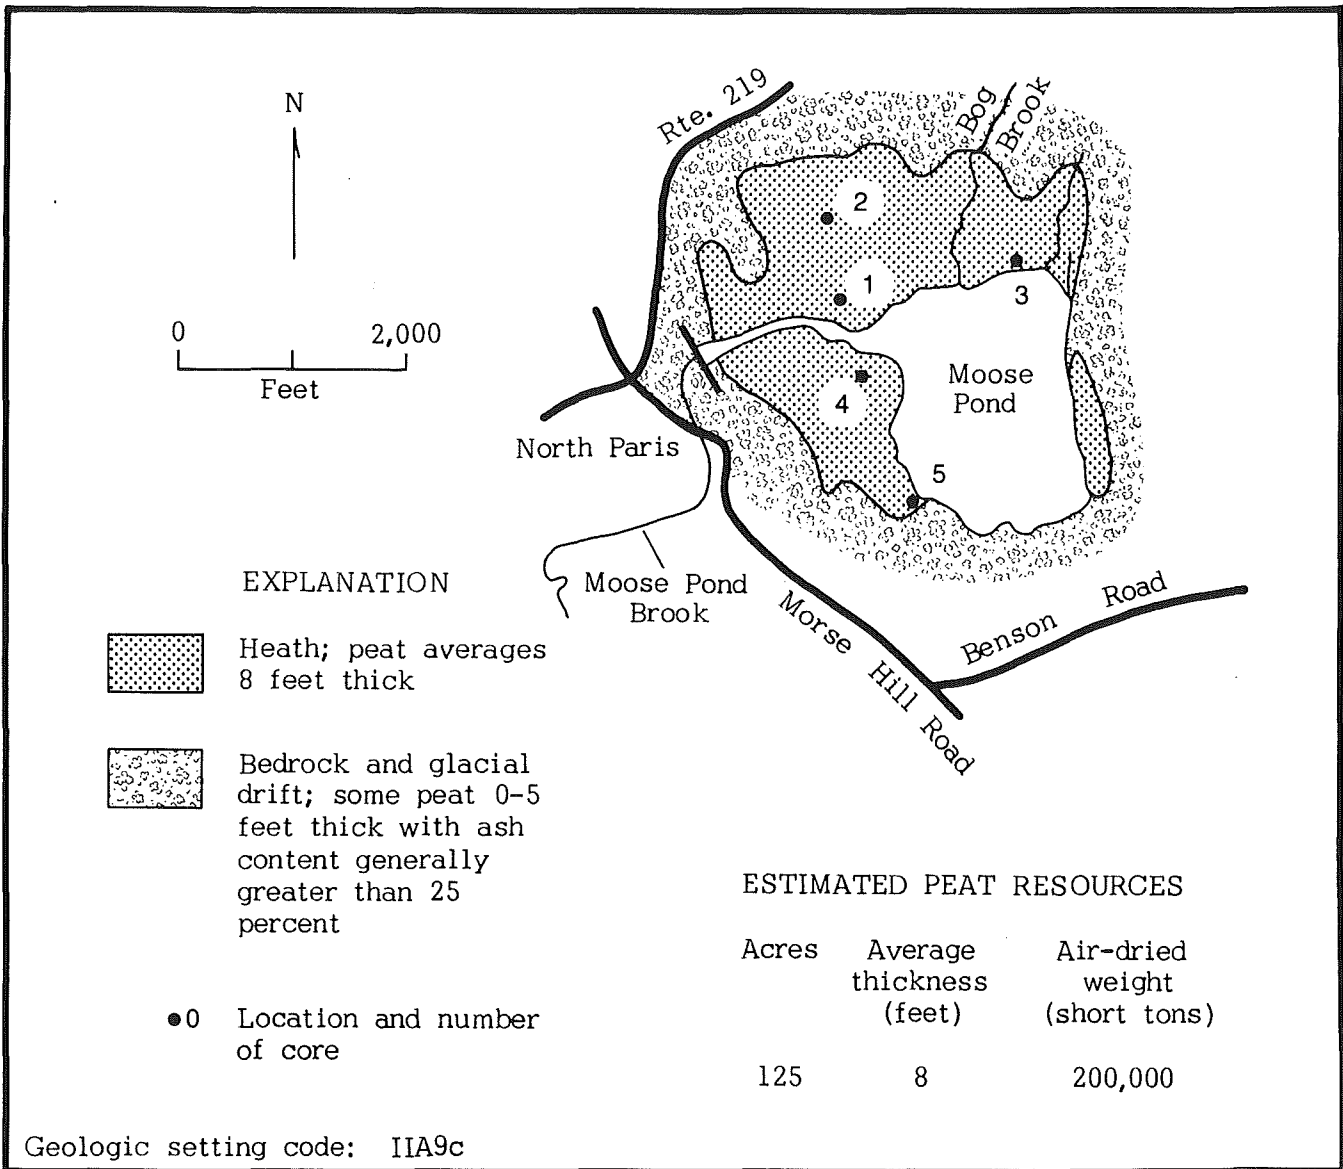 N
Rte. 219
Bog
Brook
2
1
3
0 2,000
Feet
Moose
Pond
4
North Paris
5
Moose Pond
Brook
Morse Hill Road
Benson Road
EXPLANATION
Heath; peat averages
8 feet thick
Bedrock and glacial
drift; some peat 0-5
feet thick with ash
content generally
greater than 25
percent
0 Location and number
of core
ESTIMATED PEAT RESOURCES
Acres Average Air-dried
thickness weight
(feet) (short tons)
125 8 200,000
Geologic setting code: IIA9c